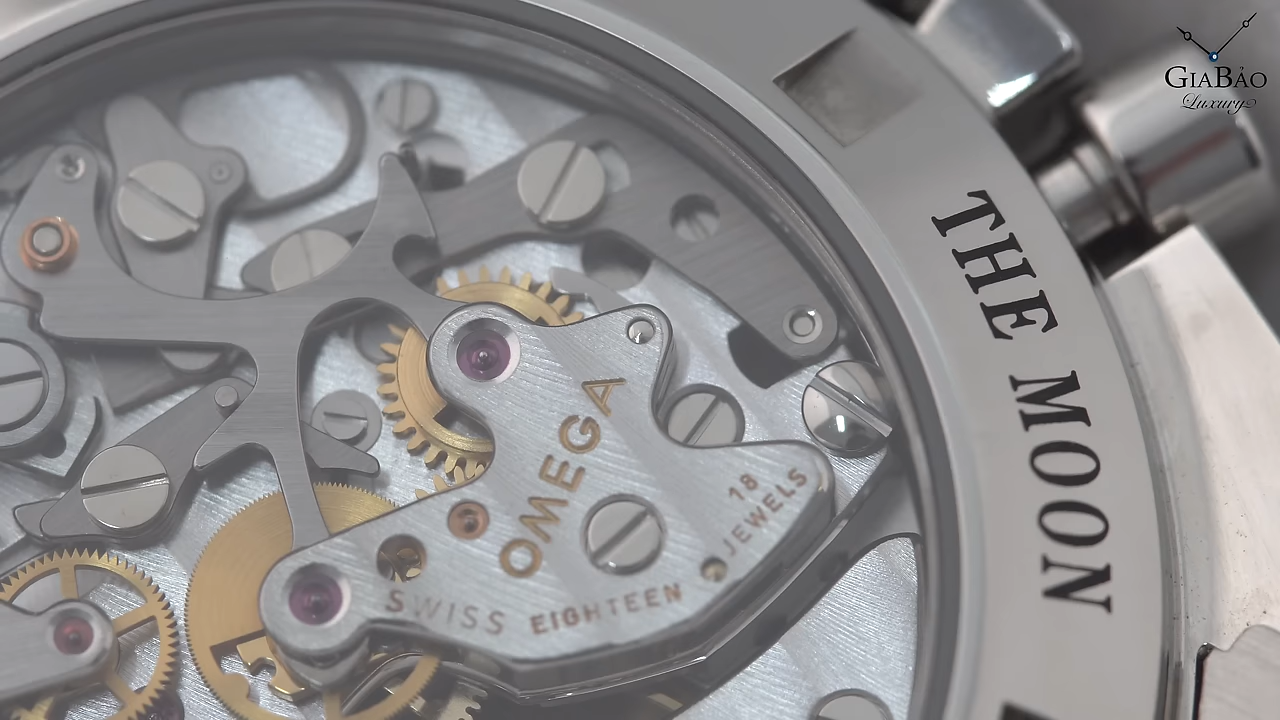 GIABẢO
Luxury
THE MOON
OMEGA
18
JEWELS
SWISS EIGHTEEN